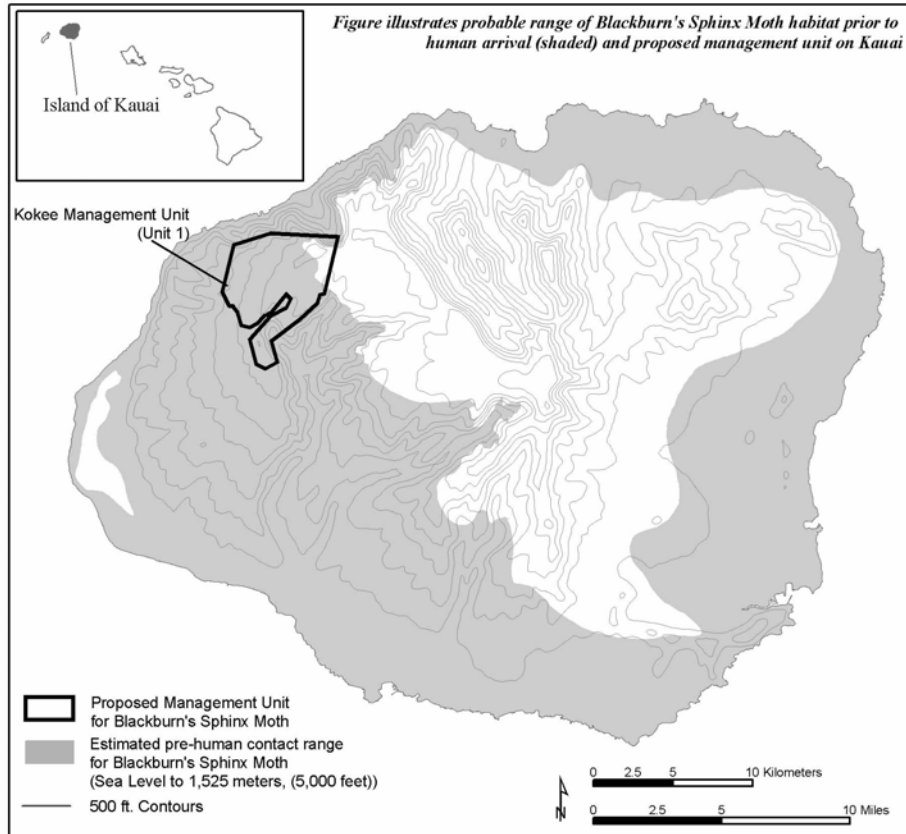 Figure illustrates probable range of Blackburn's Sphinx Moth habitat prior to
human arrival (shaded) and proposed management unit on Kauai
Island of Kauai
Kokee Management Unit
(Unit 1)
Proposed Management Unit
for Blackburn's Sphinx Moth
Estimated pre-human contact range
for Blackburn's Sphinx Moth
(Sea Level to 1,525 meters, (5,000 feet))
500 ft. Contours
N
0 2.5 5 10 Kilometers
0 2.5 5 10 Miles